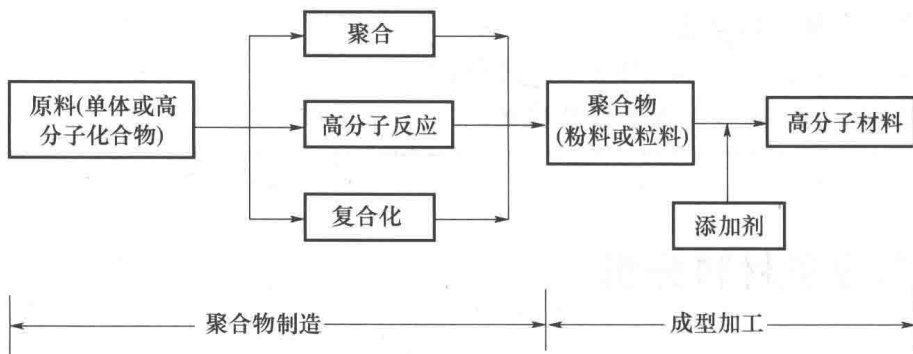 聚合
原料(单体或高
分子化合物)
高分子反应
复合化
聚合物
(粉料或粒料)
高分子材料
添加剂
聚合物制造
成型加工